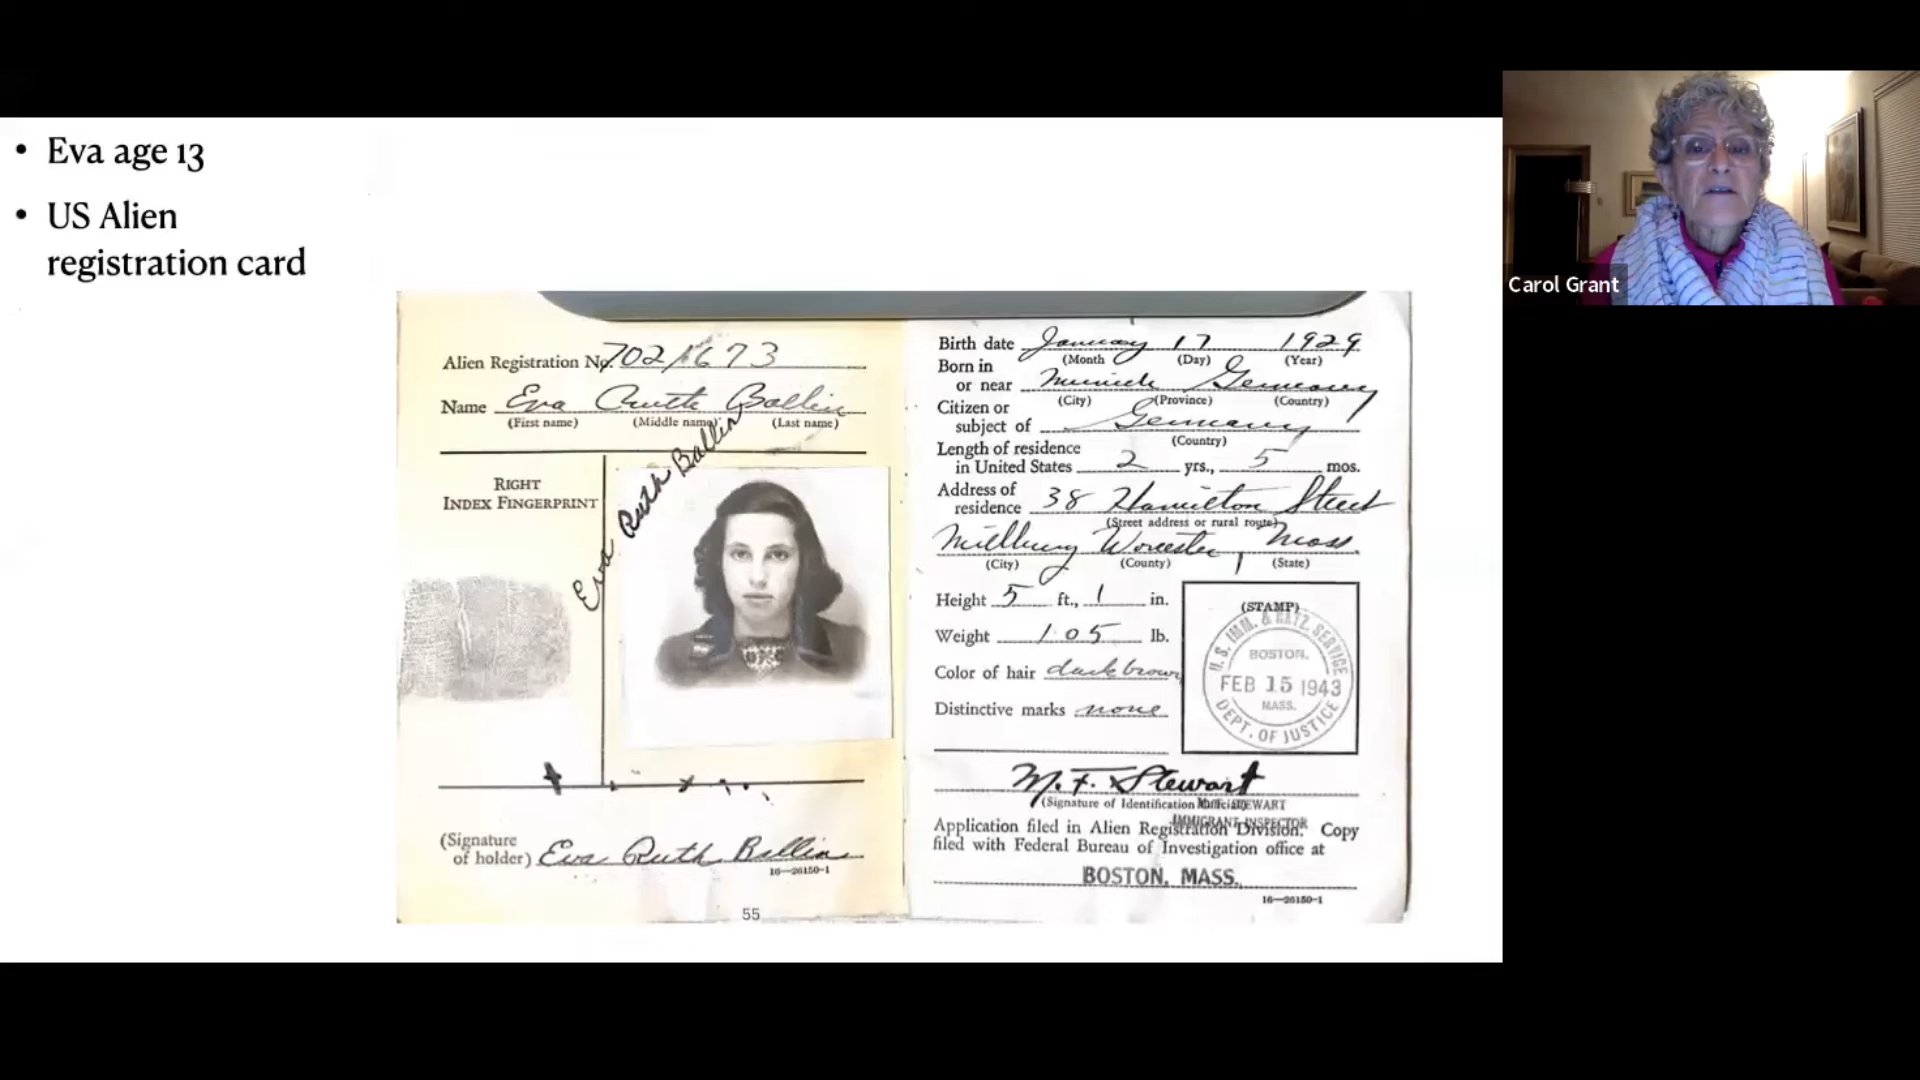 • Eva age 13
• US Alien
registration card
Carol Grant
Alien Registration No. 7021673
Name Eva Ruth Ballin
(First name) (Middle name) (Last name)
RIGHT
INDEX FINGERPRINT
Eva Ruth Ballin
(Signature
of holder) Eva Ruth Ballin
16—26150-1
55
Birth date January 17 1929
(Month (Day) (Year)
Born in
or near Munich Germany
(City) (Province) (Country)
Citizen or
subject of Germany
(Country)
Length of residence
in United States 2 yrs., 5 mos.
Address of
residence 38 Hamilton Street
(Street address or rural route)
Millbury Worcester, Mass.
(City) (County) (State)
Height 5 ft., 1 in.
Weight 105 lb.
Color of hair dark brown
Distinctive marks none
(STAMP)
U.S. IMM. & NATZ. SERVICE
BOSTON.
FEB 15 1943
MASS.
DEPT. OF JUSTICE
M. F. Stewart
(Signature of Identification Official)
M. F. STEWART
IMMIGRANT INSPECTOR
Application filed in Alien Registration Division. Copy
filed with Federal Bureau of Investigation office at
BOSTON, MASS.
16—26150-1